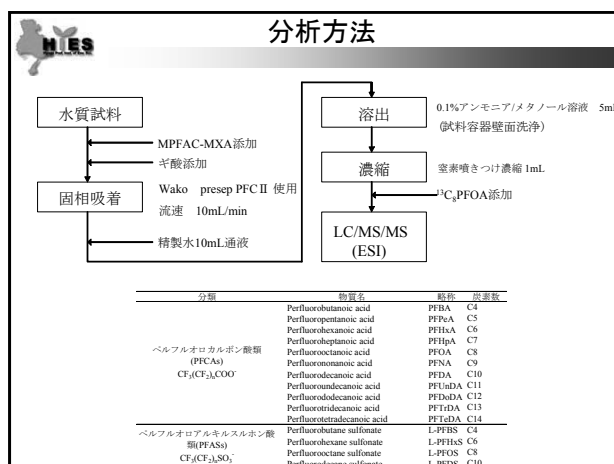 分析方法
HIES
水質試料
MPFAC-MXA添加
ギ酸添加
固相吸着
Wako presep PFCⅡ 使用
流速 10mL/min
精製水10mL通液
溶出
0.1%アンモニア/メタノール溶液 5ml
(試料容器壁面洗浄)
濃縮
窒素噴きつけ濃縮 1mL
¹³C₈PFOA添加
LC/MS/MS
(ESI)
分類 物質名 略称 炭素数
ペルフルオロカルボン酸類
(PFCAs)
CF₃(CF₂)ₙCOO⁻
Perfluorobutanoic acid PFBA C4
Perfluoropentanoic acid PFPeA C5
Perfluorohexanoic acid PFHxA C6
Perfluoroheptanoic acid PFHpA C7
Perfluorooctanoic acid PFOA C8
Perfluorononanoic acid PFNA C9
Perfluorodecanoic acid PFDA C10
Perfluoroundecanoic acid PFUnDA C11
Perfluorododecanoic acid PFDoDA C12
Perfluorotridecanoic acid PFTrDA C13
Perfluorotetradecanoic acid PFTeDA C14
ペルフルオロアルキルスルホン酸
類(PFASs)
CF₃(CF₂)ₙSO₃⁻
Perfluorobutane sulfonate L-PFBS C4
Perfluorohexane sulfonate L-PFHxS C6
Perfluorooctane sulfonate L-PFOS C8
Perfluorodecane sulfonate L-PFDS C10